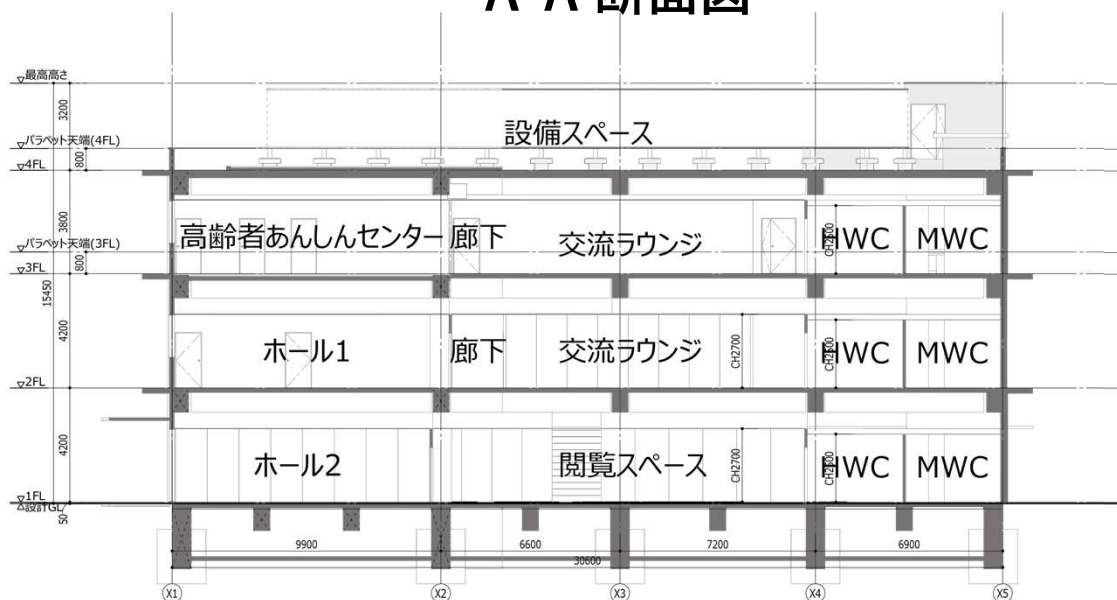 A-A 断面図
最高高さ
3200
パラペット天端(4FL)
設備スペース
800
4FL
3800
高齢者あんしんセンター 廊下 交流ラウンジ HWC MWC
CH2500
パラペット天端(3FL)
800
3FL
15450
4200
ホール1 廊下 交流ラウンジ HWC MWC
CH2700
CH2500
2FL
4200
ホール2 閲覧スペース HWC MWC
CH2700
CH2500
1FL
設計GL
50
9900 6600 7200 6900
30600
X1 X2 X3 X4 X5